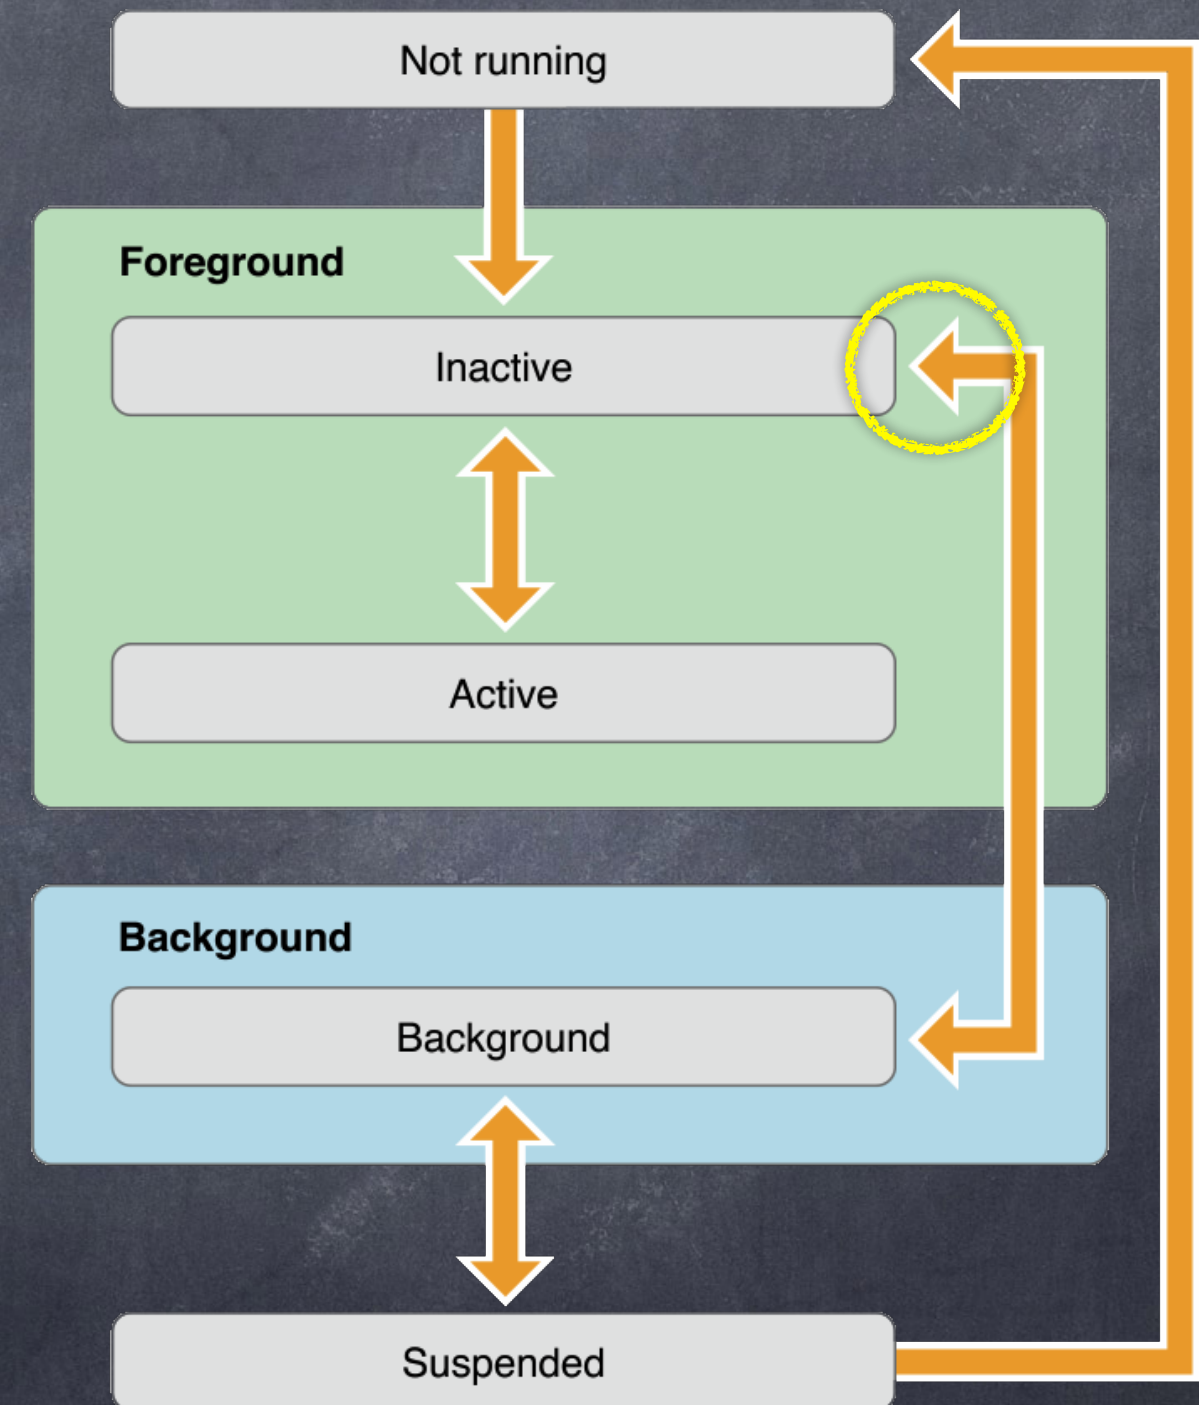 Not running
Foreground
Inactive
Active
Background
Background
Suspended